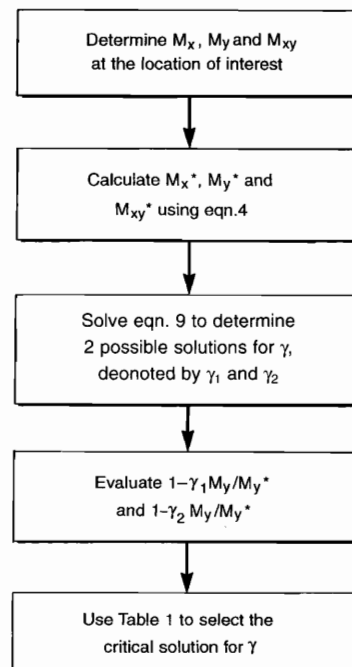 Determine Mx, My and Mxy
at the location of interest
Calculate Mx*, My* and
Mxy* using eqn.4
Solve eqn. 9 to determine
2 possible solutions for γ,
deonoted by γ1 and γ2
Evaluate 1−γ1My/My*
and 1−γ2 My/My*
Use Table 1 to select the
critical solution for γ